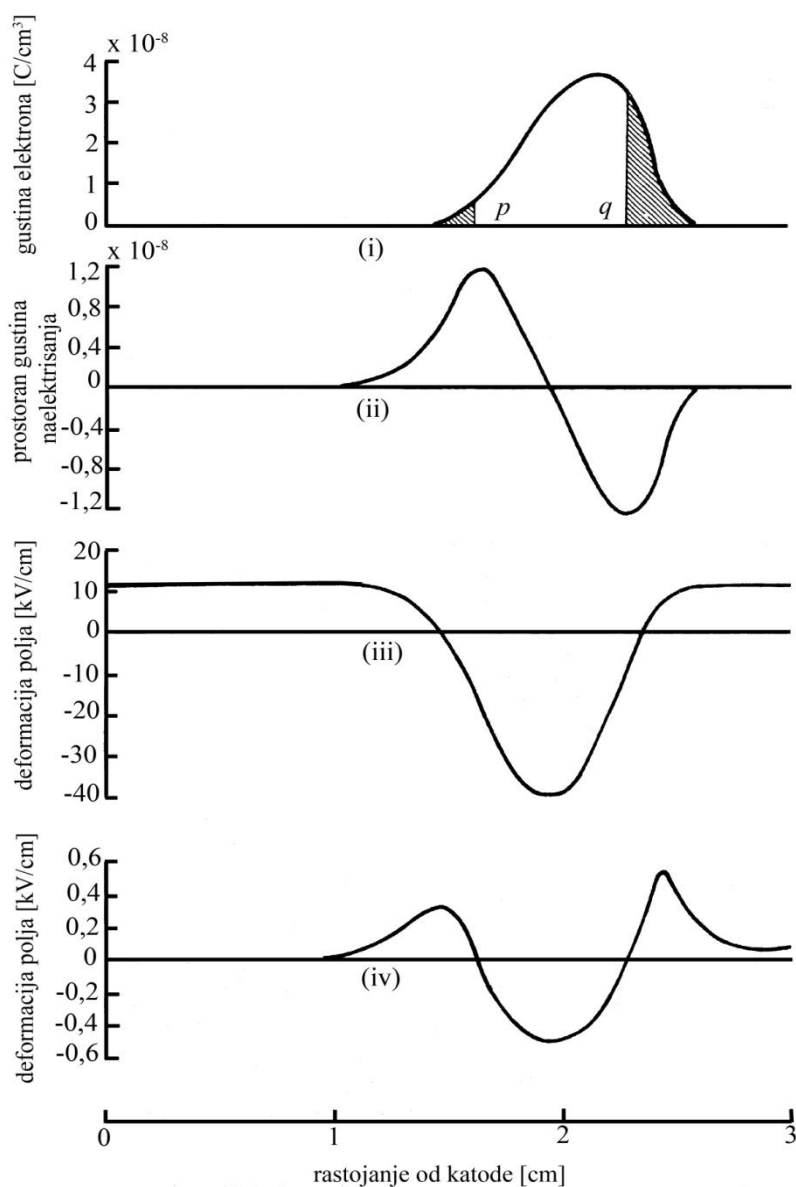 x 10⁻⁸
gustina elektrona [C/cm³]
4
3
2
1
0
p
q
(i)
x 10⁻⁸
prostoran gustina
naelektrisanja
1,2
0,8
0,4
0
-0,4
-0,8
-1,2
(ii)
deformacija polja [kV/cm]
20
10
0
-10
-20
-30
-40
(iii)
deformacija polja [kV/cm]
0,6
0,4
0,2
0
-0,2
-0,4
-0,6
(iv)
0
1
2
3
rastojanje od katode [cm]